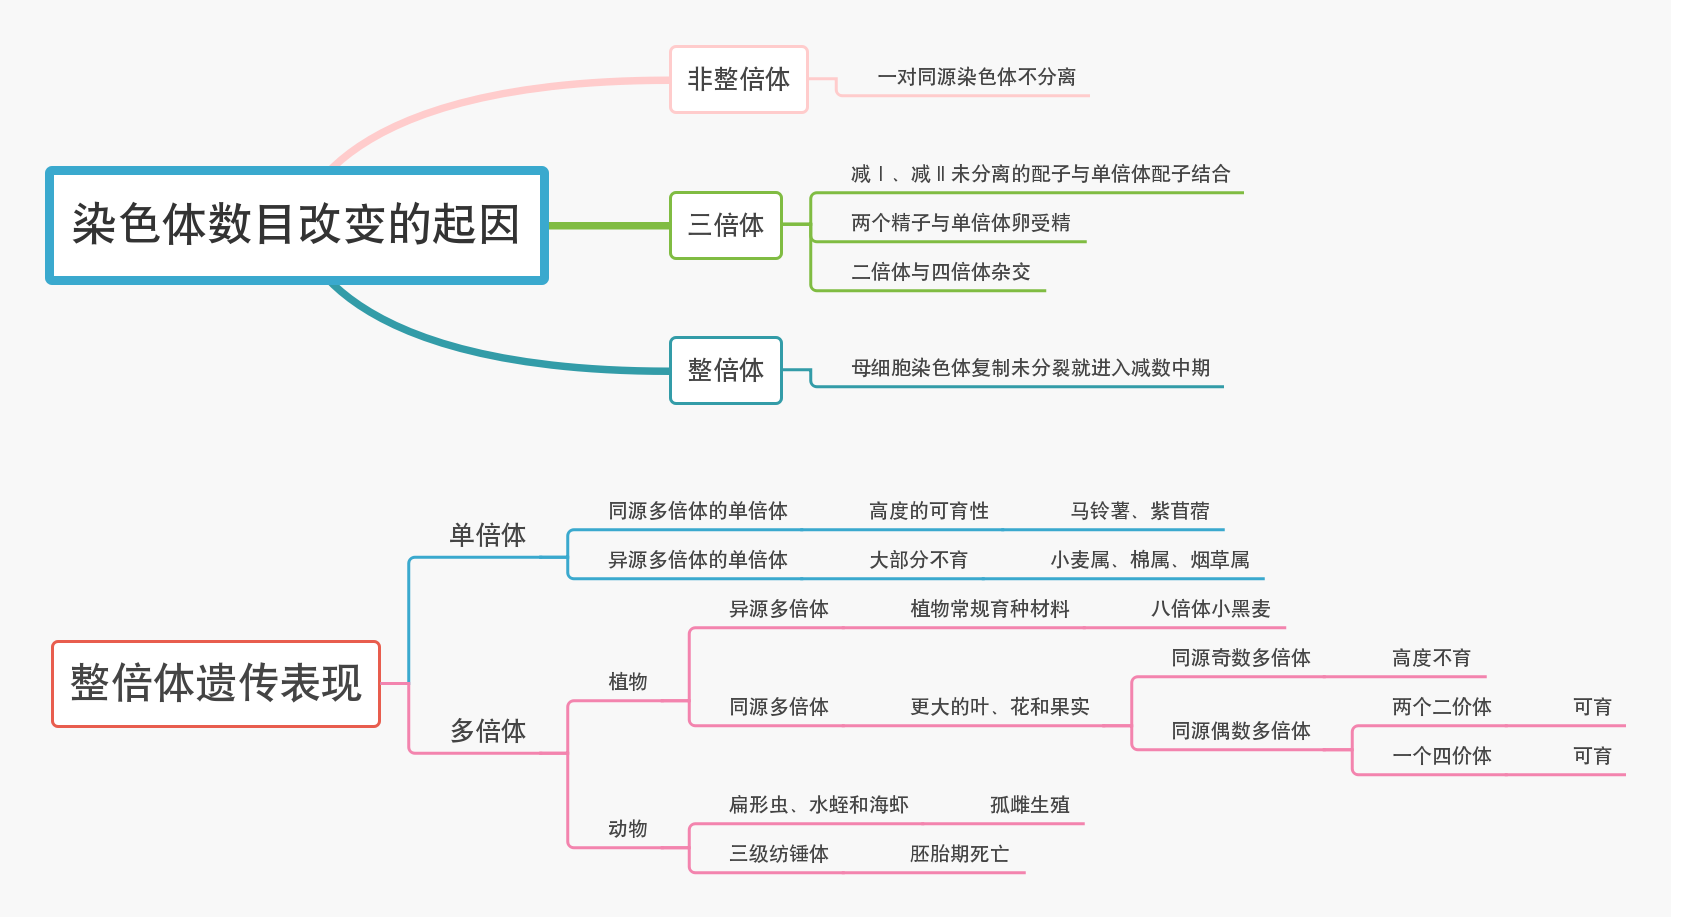 染色体数目改变的起因
非整倍体
一对同源染色体不分离
三倍体
减Ⅰ、减Ⅱ未分离的配子与单倍体配子结合
两个精子与单倍体卵受精
二倍体与四倍体杂交
整倍体
母细胞染色体复制未分裂就进入减数中期
整倍体遗传表现
单倍体
同源多倍体的单倍体
高度的可育性
马铃薯、紫苜蓿
异源多倍体的单倍体
大部分不育
小麦属、棉属、烟草属
多倍体
植物
异源多倍体
植物常规育种材料
八倍体小黑麦
同源多倍体
更大的叶、花和果实
同源奇数多倍体
高度不育
同源偶数多倍体
两个二价体
可育
一个四价体
可育
动物
扁形虫、水蛭和海虾
孤雌生殖
三级纺锤体
胚胎期死亡